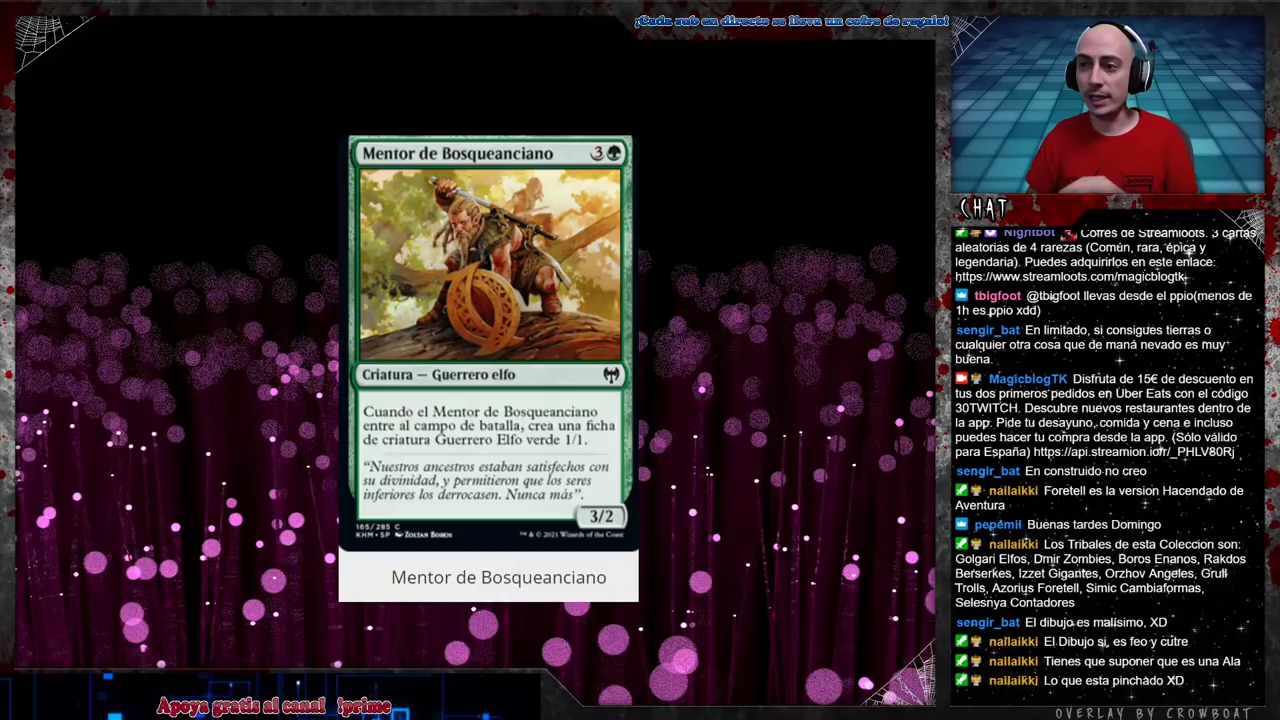 ¡Cada sub en directo se lleva un cofre de regalo!
Mentor de Bosqueanciano 3
Criatura — Guerrero elfo
Cuando el Mentor de Bosqueanciano
entre al campo de batalla, crea una ficha
de criatura Guerrero Elfo verde 1/1.
“Nuestros ancestros estaban satisfechos con
su divinidad, y permitieron que los seres
inferiores los derrocasen. Nunca más”.
3/2
165/285 C
KHM • SP ZOLTAN BOROS
™ & © 2021 Wizards of the Coast
Mentor de Bosqueanciano
Apoya gratis al canal !prime
CHAT
Nightbot Cofres de Streamloots. 3 cartas
aleatorias de 4 rarezas (Común, rara, épica y
legendaria). Puedes adquirirlos en este enlace:
https://www.streamloots.com/magicblogtk
tbigfoot @tbigfoot llevas desde el ppio(menos de
1h es ppio xdd)
sengir_bat En limitado, si consigues tierras o
cualquier otra cosa que de maná nevado es muy
buena.
MagicblogTK Disfruta de 15€ de descuento en
tus dos primeros pedidos en Uber Eats con el código
30TWITCH. Descubre nuevos restaurantes dentro de
la app. Pide tu desayuno, comida y cena e incluso
puedes hacer tu compra desde la app. (Sólo válido
para España) https://api.streamion.io/r/_PHLV80Rj
sengir_bat En construido no creo
nailaikki Foretell es la version Hacendado de
Aventura
pepemil Buenas tardes Domingo
nailaikki Los Tribales de esta Coleccion son:
Golgari Elfos, Dmir Zombies, Boros Enanos, Rakdos
Berserkes, Izzet Gigantes, Orzhov Angeles, Grull
Trolls, Azorius Foretell, Simic Cambiaformas,
Selesnya Contadores
sengir_bat El dibujo es malísimo, XD
nailaikki El Dibujo si, es feo y cutre
nailaikki Tienes que suponer que es una Ala
nailaikki Lo que esta pinchado XD
OVERLAY BY CROWBOAT